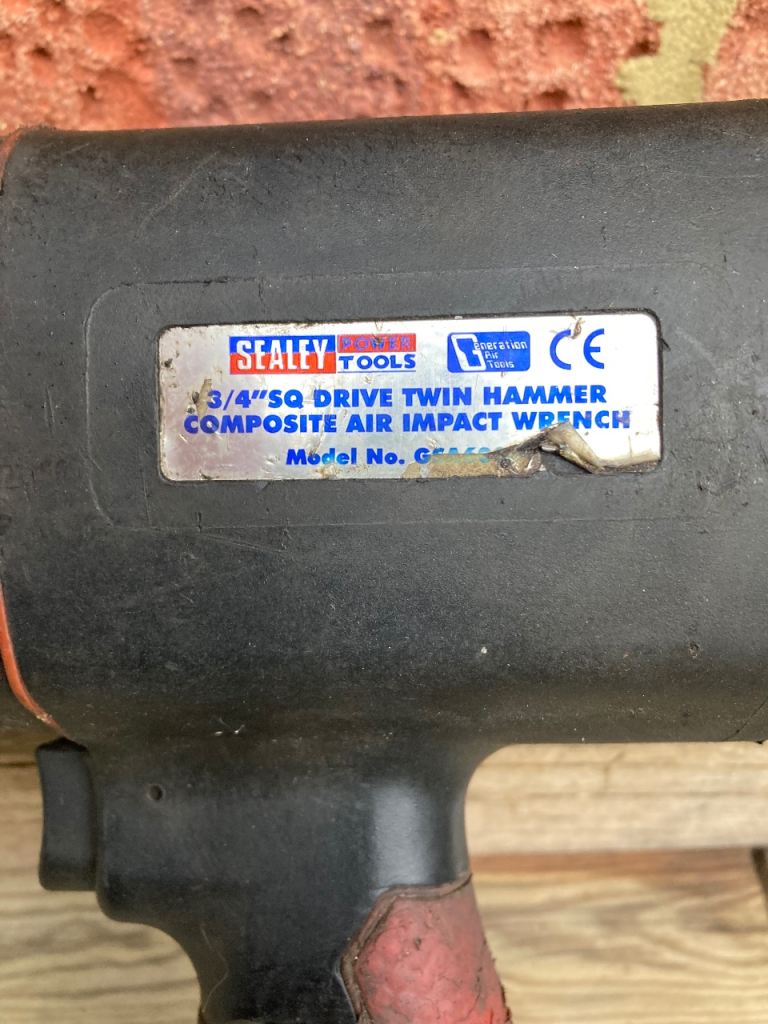 SEALEY POWER TOOLS
Generation Air Tools
CE
3/4"SQ DRIVE TWIN HAMMER
COMPOSITE AIR IMPACT WRENCH
Model No.